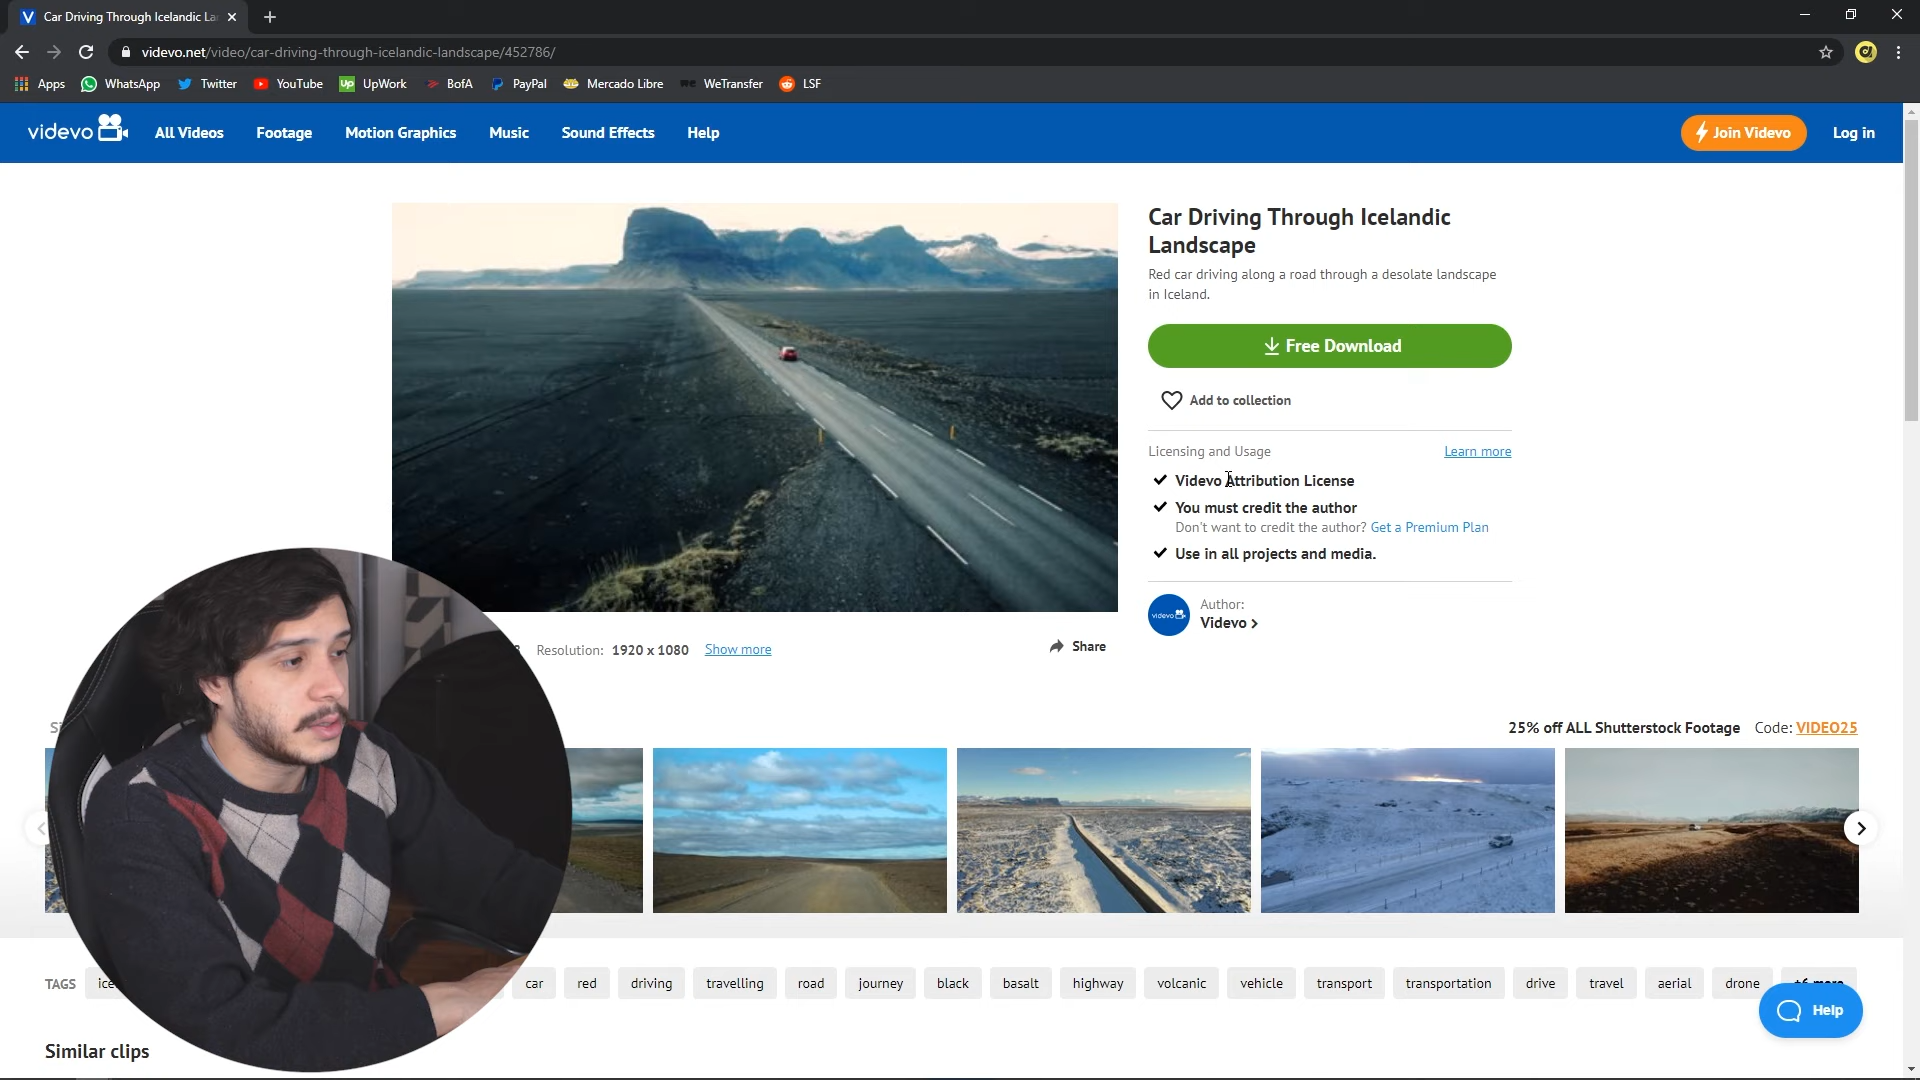 Car Driving Through Icelandic La
videvo.net/video/car-driving-through-icelandic-landscape/452786/
Apps
WhatsApp
Twitter
YouTube
Up
UpWork
BofA
PayPal
Mercado Libre
WeTransfer
LSF
videvo
All Videos
Footage
Motion Graphics
Music
Sound Effects
Help
Join Videvo
Log in
Car Driving Through Icelandic
Landscape
Red car driving along a road through a desolate landscape
in Iceland.
Free Download
Add to collection
Licensing and Usage
Learn more
Videvo Attribution License
You must credit the author
Don't want to credit the author? Get a Premium Plan
Use in all projects and media.
videvo
Author:
Videvo
Resolution: 1920 x 1080
Show more
Share
25% off ALL Shutterstock Footage Code: VIDEO25
TAGS
ice
car
red
driving
travelling
road
journey
black
basalt
highway
volcanic
vehicle
transport
transportation
drive
travel
aerial
drone
+6 more
Help
Similar clips